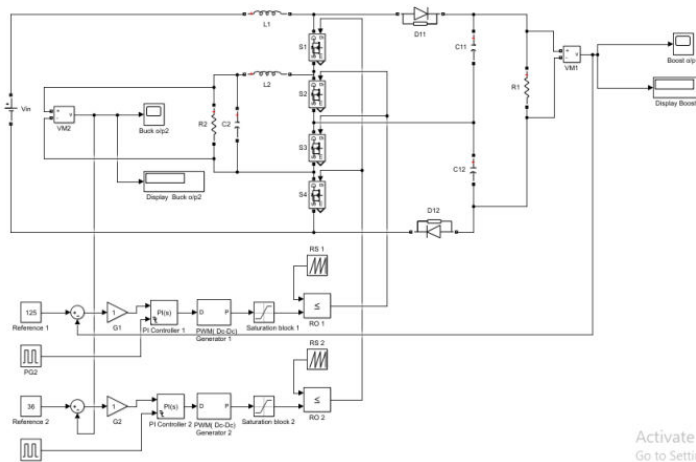 L1
D11
S1
C11
VM1
Boost o/p
L2
S2
R1
Vin
VM2
Buck o/p2
R2
C2
Display Boost
S3
C12
Display Buck o/p2
S4
D12
RS 1
125
1
PI(s)
D
P
≤
Reference 1
G1
PI Controller 1
PWM( Dc-Dc)
Generator 1
Saturation block 1
RO 1
PG2
RS 2
36
1
PI(s)
D
P
≤
Reference 2
G2
PI Controller 2
PWM( Dc-Dc)
Generator 2
Saturation block 2
RO 2
Activate
Go to Setti